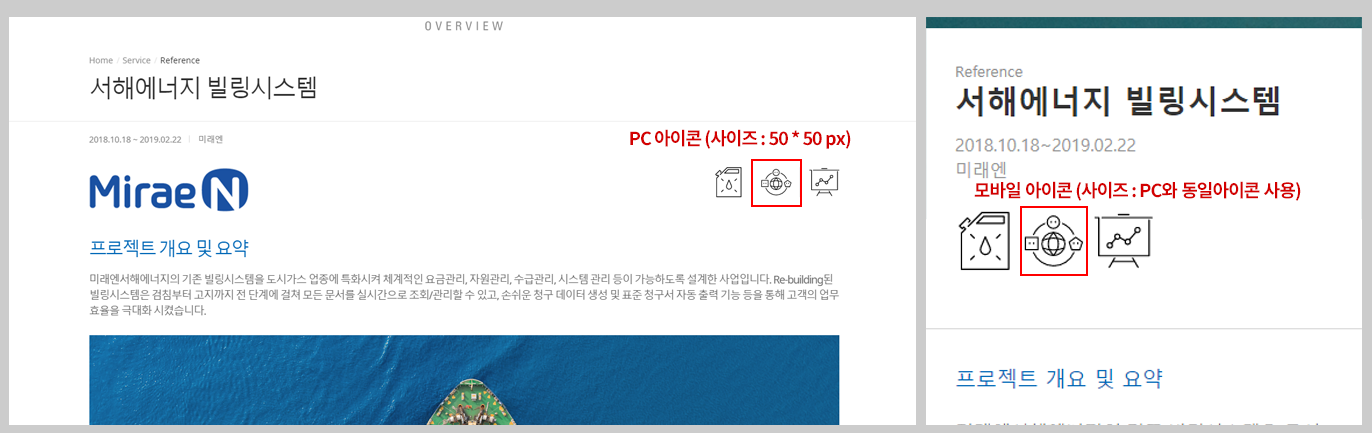 OVERVIEW
Home / Service / Reference
서해에너지 빌링시스템
2018.10.18 ~ 2019.02.22 | 미래엔
PC 아이콘 (사이즈 : 50 * 50 px)
Mirae N
프로젝트 개요 및 요약
미래엔서해에너지의 기존 빌링시스템을 도시가스 업종에 특화시켜 체계적인 요금관리, 자원관리, 수급관리, 시스템 관리 등이 가능하도록 설계한 사업입니다. Re-building된
빌링시스템은 검침부터 고지까지 전 단계에 걸쳐 모든 문서를 실시간으로 조회/관리할 수 있고, 손쉬운 청구 데이터 생성 및 표준 청구서 자동 출력 기능 등을 통해 고객의 업무
효율을 극대화 시켰습니다.
Reference
서해에너지 빌링시스템
2018.10.18~2019.02.22
미래엔
모바일 아이콘 (사이즈 : PC와 동일아이콘 사용)
프로젝트 개요 및 요약